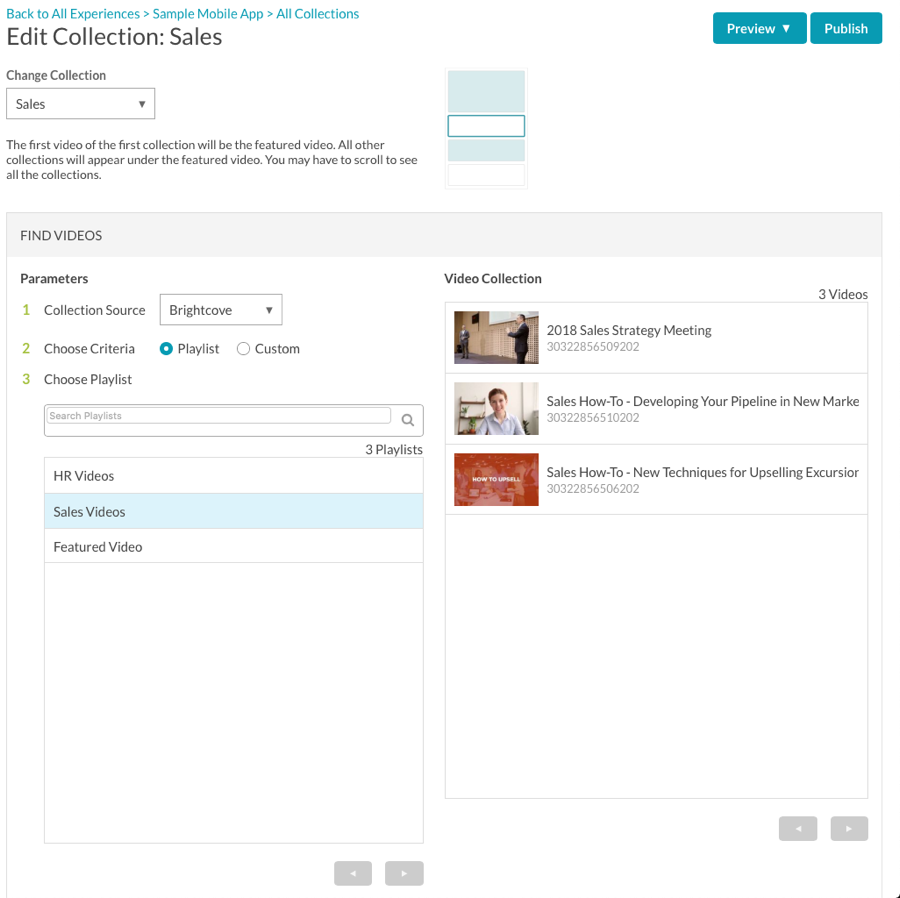 Back to All Experiences > Sample Mobile App > All Collections
Edit Collection: Sales
Preview ▼
Publish
Change Collection
Sales ▼
The first video of the first collection will be the featured video. All other
collections will appear under the featured video. You may have to scroll to see
all the collections.
FIND VIDEOS
Parameters
1 Collection Source Brightcove ▼
2 Choose Criteria Playlist Custom
3 Choose Playlist
Search Playlists
3 Playlists
HR Videos
Sales Videos
Featured Video
Video Collection
3 Videos
2018 Sales Strategy Meeting
30322856509202
Sales How-To - Developing Your Pipeline in New Marke
30322856510202
HOW TO UPSELL
Sales How-To - New Techniques for Upselling Excursior
30322856506202